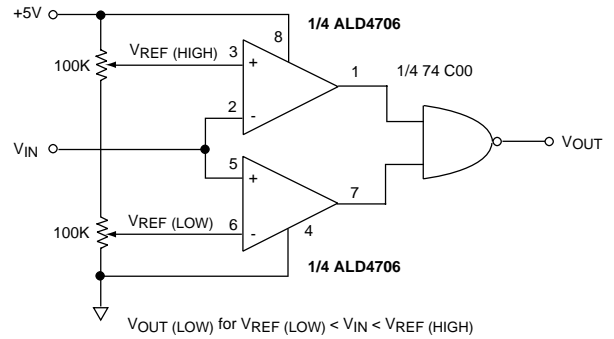 +5V
1/4 ALD4706
8
VREF (HIGH)
3
100K
+
1
1/4 74 C00
2
-
VIN
VOUT
5
+
7
VREF (LOW)
100K
6
-
4
1/4 ALD4706
VOUT (LOW) for VREF (LOW) < VIN < VREF (HIGH)